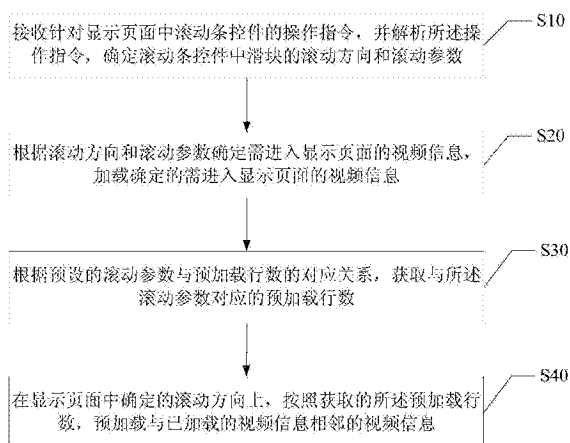 接收针对显示页面中滚动条控件的操作指令，并解析所述操
作指令，确定滚动条控件中滑块的滚动方向和滚动参数
S10
根据滚动方向和滚动参数确定需进入显示页面的视频信息，
加载确定的需进入显示页面的视频信息
S20
根据预设的滚动参数与预加载行数的对应关系，获取与所述
滚动参数对应的预加载行数
S30
在显示页面中确定的滚动方向上，按照获取的所述预加载行
数，预加载与已加载的视频信息相邻的视频信息
S40